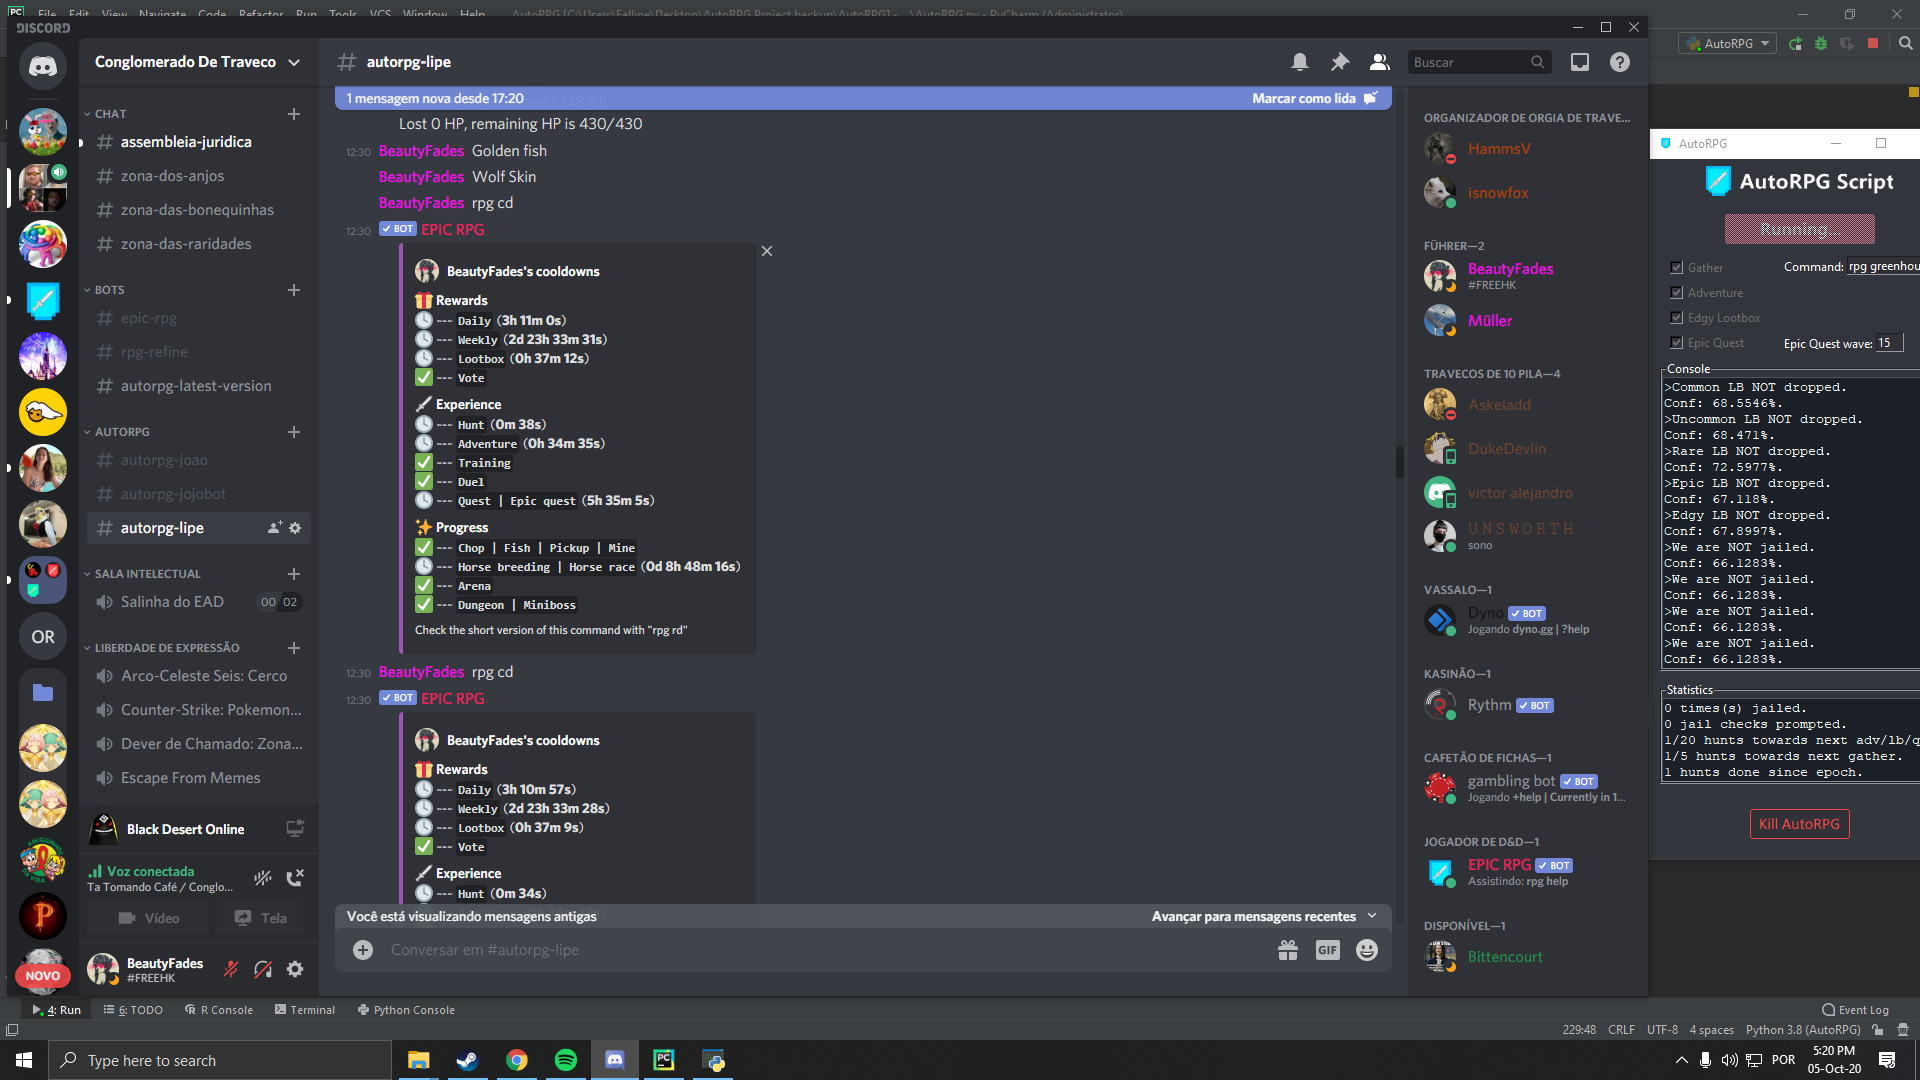 File Edit View Navigate Code Refactor Run Tools VCS Window Help
AutoRPG
DISCORD
Conglomerado De Traveco
CHAT
assembleia-juridica
zona-dos-anjos
zona-das-bonequinhas
zona-das-raridades
BOTS
epic-rpg
rpg-refine
autorpg-latest-version
AUTORPG
autorpg-joao
autorpg-jojobot
autorpg-lipe
SALA INTELECTUAL
Salinha do EAD 00 02
LIBERDADE DE EXPRESSÃO
Arco-Celeste Seis: Cerco
Counter-Strike: Pokemon...
Dever de Chamado: Zona...
Escape From Memes
OR
NOVO
Black Desert Online
Voz conectada
Ta Tomando Café / Conglo...
Vídeo Tela
BeautyFades
#FREEHK
autorpg-lipe
Buscar
1 mensagem nova desde 17:20 Marcar como lida
Lost 0 HP, remaining HP is 430/430
12:30 BeautyFades Golden fish
BeautyFades Wolf Skin
BeautyFades rpg cd
12:30 BOT EPIC RPG
BeautyFades's cooldowns
Rewards
--- Daily (3h 11m 0s)
--- Weekly (2d 23h 33m 31s)
--- Lootbox (0h 37m 12s)
--- Vote
Experience
--- Hunt (0m 38s)
--- Adventure (0h 34m 35s)
--- Training
--- Duel
--- Quest | Epic quest (5h 35m 5s)
Progress
--- Chop | Fish | Pickup | Mine
--- Horse breeding | Horse race (0d 8h 48m 16s)
--- Arena
--- Dungeon | Miniboss
Check the short version of this command with "rpg rd"
12:30 BeautyFades rpg cd
12:30 BOT EPIC RPG
BeautyFades's cooldowns
Rewards
--- Daily (3h 10m 57s)
--- Weekly (2d 23h 33m 28s)
--- Lootbox (0h 37m 9s)
--- Vote
Experience
--- Hunt (0m 34s)
Você está visualizando mensagens antigas Avançar para mensagens recentes
Conversar em #autorpg-lipe GIF
ORGANIZADOR DE ORGIA DE TRAVE...
HammsV
isnowfox
FÜHRER—2
BeautyFades
#FREEHK
Müller
TRAVECOS DE 10 PILA—4
Askeladd
DukeDevlin
victor alejandro
UNSWORTH
sono
VASSALO—1
Dyno BOT
Jogando dyno.gg | ?help
KASINÃO—1
Rythm BOT
CAFETÃO DE FICHAS—1
gambling bot BOT
Jogando +help | Currently in 1...
JOGADOR DE D&D—1
EPIC RPG BOT
Assistindo: rpg help
DISPONÍVEL—1
Bittencourt
AutoRPG
AutoRPG Script
Running...
Gather Command: rpg greenhou
Adventure
Edgy Lootbox
Epic Quest Epic Quest wave: 15
Console
>Common LB NOT dropped.
Conf: 68.5546%.
>Uncommon LB NOT dropped.
Conf: 68.471%.
>Rare LB NOT dropped.
Conf: 72.5977%.
>Epic LB NOT dropped.
Conf: 67.118%.
>Edgy LB NOT dropped.
Conf: 67.8997%.
>We are NOT jailed.
Conf: 66.1283%.
>We are NOT jailed.
Conf: 66.1283%.
>We are NOT jailed.
Conf: 66.1283%.
>We are NOT jailed.
Conf: 66.1283%.
Statistics
0 times(s) jailed.
0 jail checks prompted.
1/20 hunts towards next adv/lb/q
1/5 hunts towards next gather.
1 hunts done since epoch.
Kill AutoRPG
4: Run 6: TODO R Console Terminal Python Console Event Log
229:48 CRLF UTF-8 4 spaces Python 3.8 (AutoRPG)
Type here to search
POR
5:20 PM
05-Oct-20